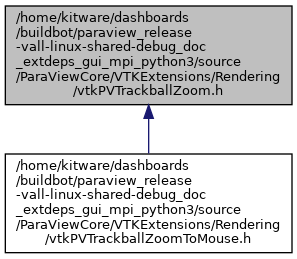 /home/kitware/dashboards
/buildbot/paraview_release
-vall-linux-shared-debug_doc
_extdeps_gui_mpi_python3/source
/ParaViewCore/VTKExtensions/Rendering
/vtkPVTrackballZoom.h
/home/kitware/dashboards
/buildbot/paraview_release
-vall-linux-shared-debug_doc
_extdeps_gui_mpi_python3/source
/ParaViewCore/VTKExtensions/Rendering
/vtkPVTrackballZoomToMouse.h